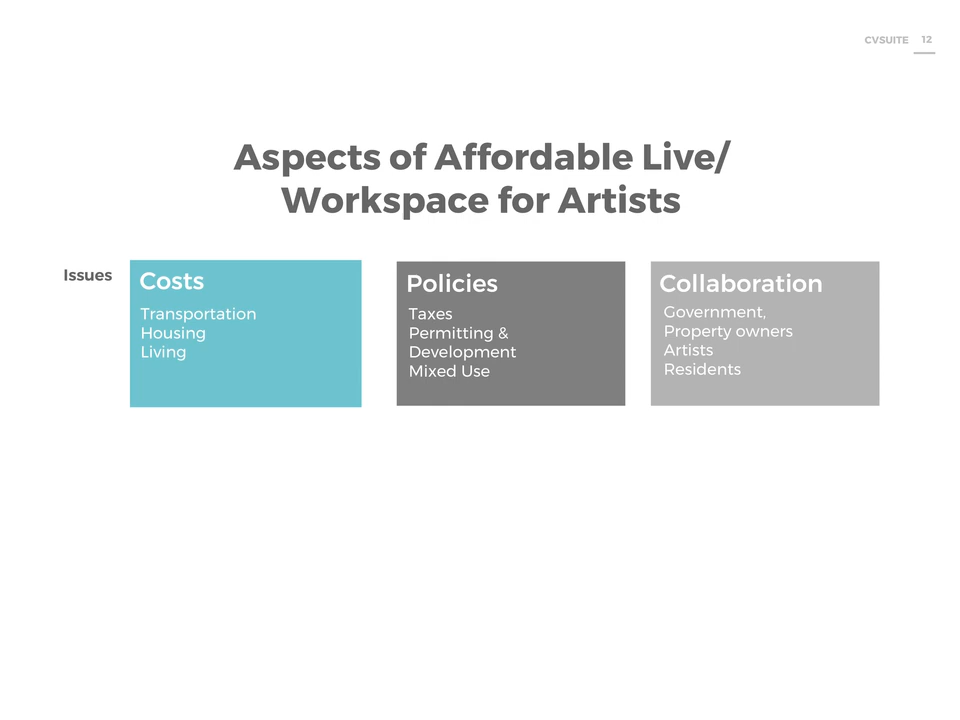 CVSUITE 12
Aspects of Affordable Live/
Workspace for Artists
Issues
Costs
Transportation
Housing
Living
Policies
Taxes
Permitting &
Development
Mixed Use
Collaboration
Government,
Property owners
Artists
Residents